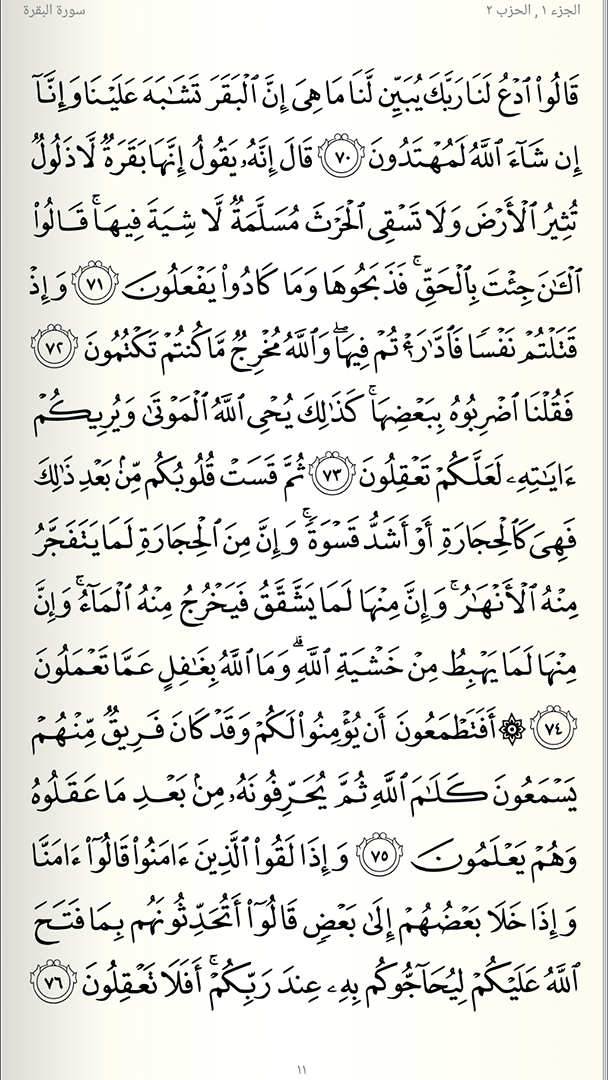 الجزء ١, الحزب ٢
سورة البقرة
قَالُوا۟ ٱدْعُ لَنَا رَبَّكَ يُبَيِّن لَّنَا مَا هِىَ إِنَّ ٱلْبَقَرَ تَشَـٰبَهَ عَلَيْنَا وَإِنَّآ
إِن شَآءَ ٱللَّهُ لَمُهْتَدُونَ ٧٠ قَالَ إِنَّهُۥ يَقُولُ إِنَّهَا بَقَرَةٌ لَّا ذَلُولٌ
تُثِيرُ ٱلْأَرْضَ وَلَا تَسْقِى ٱلْحَرْثَ مُسَلَّمَةٌ لَّا شِيَةَ فِيهَا ۚ قَالُوا۟
ٱلْـَٔـٰنَ جِئْتَ بِٱلْحَقِّ ۚ فَذَبَحُوهَا وَمَا كَادُوا۟ يَفْعَلُونَ ٧١ وَإِذْ
قَتَلْتُمْ نَفْسًا فَٱدَّٰرَْٰٔتُمْ فِيهَا ۖ وَٱللَّهُ مُخْرِجٌ مَّا كُنتُمْ تَكْتُمُونَ ٧٢
فَقُلْنَا ٱضْرِبُوهُ بِبَعْضِهَا ۚ كَذَٰلِكَ يُحْىِ ٱللَّهُ ٱلْمَوْتَىٰ وَيُرِيكُمْ
ءَايَـٰتِهِۦ لَعَلَّكُمْ تَعْقِلُونَ ٧٣ ثُمَّ قَسَتْ قُلُوبُكُم مِّنۢ بَعْدِ ذَٰلِكَ
فَهِىَ كَٱلْحِجَارَةِ أَوْ أَشَدُّ قَسْوَةً ۚ وَإِنَّ مِنَ ٱلْحِجَارَةِ لَمَا يَتَفَجَّرُ
مِنْهُ ٱلْأَنْهَـٰرُ ۚ وَإِنَّ مِنْهَا لَمَا يَشَّقَّقُ فَيَخْرُجُ مِنْهُ ٱلْمَآءُ ۚ وَإِنَّ
مِنْهَا لَمَا يَهْبِطُ مِنْ خَشْيَةِ ٱللَّهِ ۗ وَمَا ٱللَّهُ بِغَـٰفِلٍ عَمَّا تَعْمَلُونَ
٧٤ ۞ أَفَتَطْمَعُونَ أَن يُؤْمِنُوا۟ لَكُمْ وَقَدْ كَانَ فَرِيقٌ مِّنْهُمْ
يَسْمَعُونَ كَلَـٰمَ ٱللَّهِ ثُمَّ يُحَرِّفُونَهُۥ مِنۢ بَعْدِ مَا عَقَلُوهُ
وَهُمْ يَعْلَمُونَ ٧٥ وَإِذَا لَقُوا۟ ٱلَّذِينَ ءَامَنُوا۟ قَالُوٓا۟ ءَامَنَّا
وَإِذَا خَلَا بَعْضُهُمْ إِلَىٰ بَعْضٍ قَالُوٓا۟ أَتُحَدِّثُونَهُم بِمَا فَتَحَ
ٱللَّهُ عَلَيْكُمْ لِيُحَآجُّوكُم بِهِۦ عِندَ رَبِّكُمْ ۚ أَفَلَا تَعْقِلُونَ ٧٦
١١